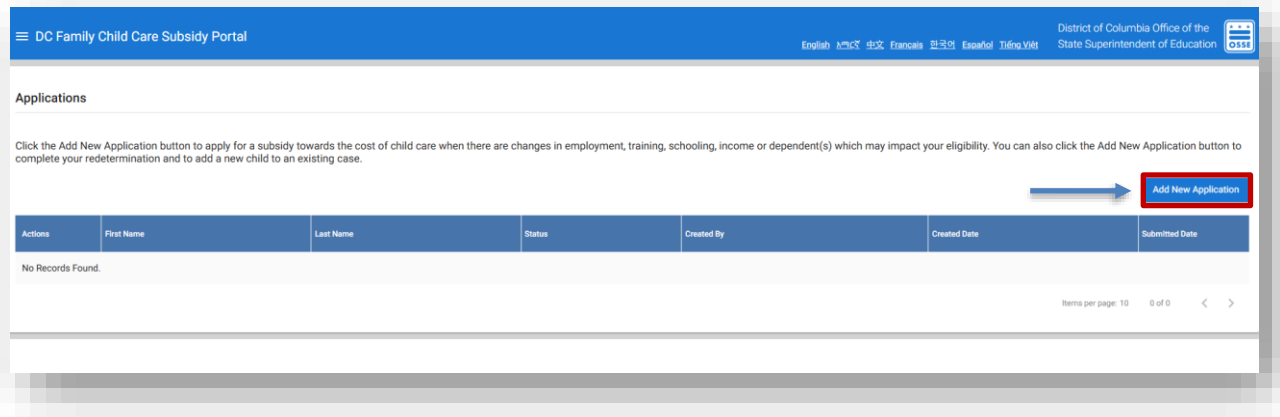 DC Family Child Care Subsidy Portal
English አማርኛ 中文 Francais 한국어 Español Tiếng Việt
District of Columbia Office of the
State Superintendent of Education
OSSE
Applications
Click the Add New Application button to apply for a subsidy towards the cost of child care when there are changes in employment, training, schooling, income or dependent(s) which may impact your eligibility. You can also click the Add New Application button to
complete your redetermination and to add a new child to an existing case.
Add New Application
Actions First Name Last Name Status Created By Created Date Submitted Date
No Records Found.
Items per page: 10 0 of 0